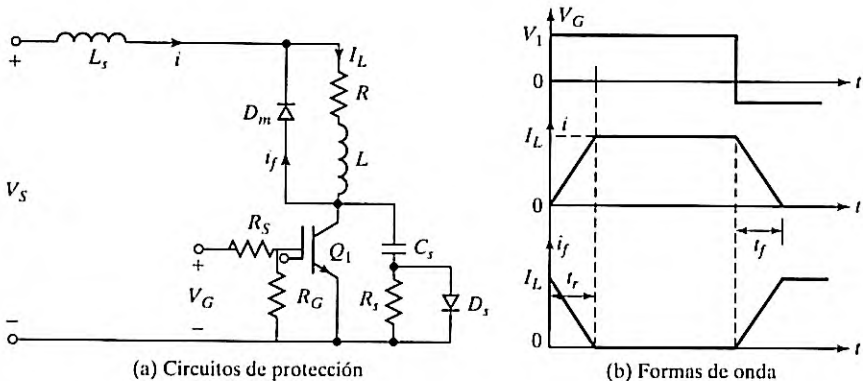 +
L_s
i
I_L
R
D_m
i_f
L
V_S
R_S
+
Q_1
C_s
V_G
R_G
R_s
D_s
−
−
(a) Circuitos de protección
V_G
V_1
0
t
i
I_L
0
t
t_f
i_f
I_L
t_r
0
t
(b) Formas de onda